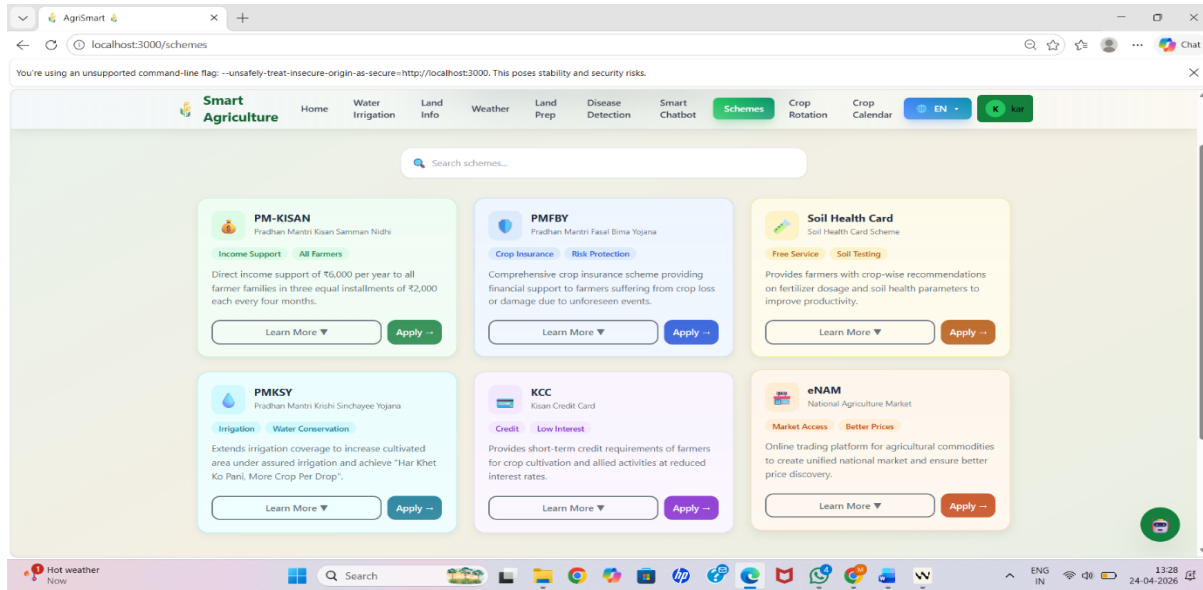 AgriSmart
localhost:3000/schemes
Chat
You're using an unsupported command-line flag: --unsafely-treat-insecure-origin-as-secure=http://localhost:3000. This poses stability and security risks.
Smart Agriculture
Home
Water Irrigation
Land Info
Weather
Land Prep
Disease Detection
Smart Chatbot
Schemes
Crop Rotation
Crop Calendar
EN
K kar
Search schemes...
PM-KISAN
Pradhan Mantri Kisan Samman Nidhi
Income Support All Farmers
Direct income support of ₹6,000 per year to all
farmer families in three equal installments of ₹2,000
each every four months.
Learn More ▼ Apply →
PMFBY
Pradhan Mantri Fasal Bima Yojana
Crop Insurance Risk Protection
Comprehensive crop insurance scheme providing
financial support to farmers suffering from crop loss
or damage due to unforeseen events.
Learn More ▼ Apply →
Soil Health Card
Soil Health Card Scheme
Free Service Soil Testing
Provides farmers with crop-wise recommendations
on fertilizer dosage and soil health parameters to
improve productivity.
Learn More ▼ Apply →
PMKSY
Pradhan Mantri Krishi Sinchayee Yojana
Irrigation Water Conservation
Extends irrigation coverage to increase cultivated
area under assured irrigation and achieve "Har Khet
Ko Pani, More Crop Per Drop".
Learn More ▼ Apply →
KCC
Kisan Credit Card
Credit Low Interest
Provides short-term credit requirements of farmers
for crop cultivation and allied activities at reduced
interest rates.
Learn More ▼ Apply →
eNAM
National Agriculture Market
Market Access Better Prices
Online trading platform for agricultural commodities
to create unified national market and ensure better
price discovery.
Learn More ▼ Apply →
1
Hot weather
Now
Search
4
M
ENG
IN
13:28
24-04-2026